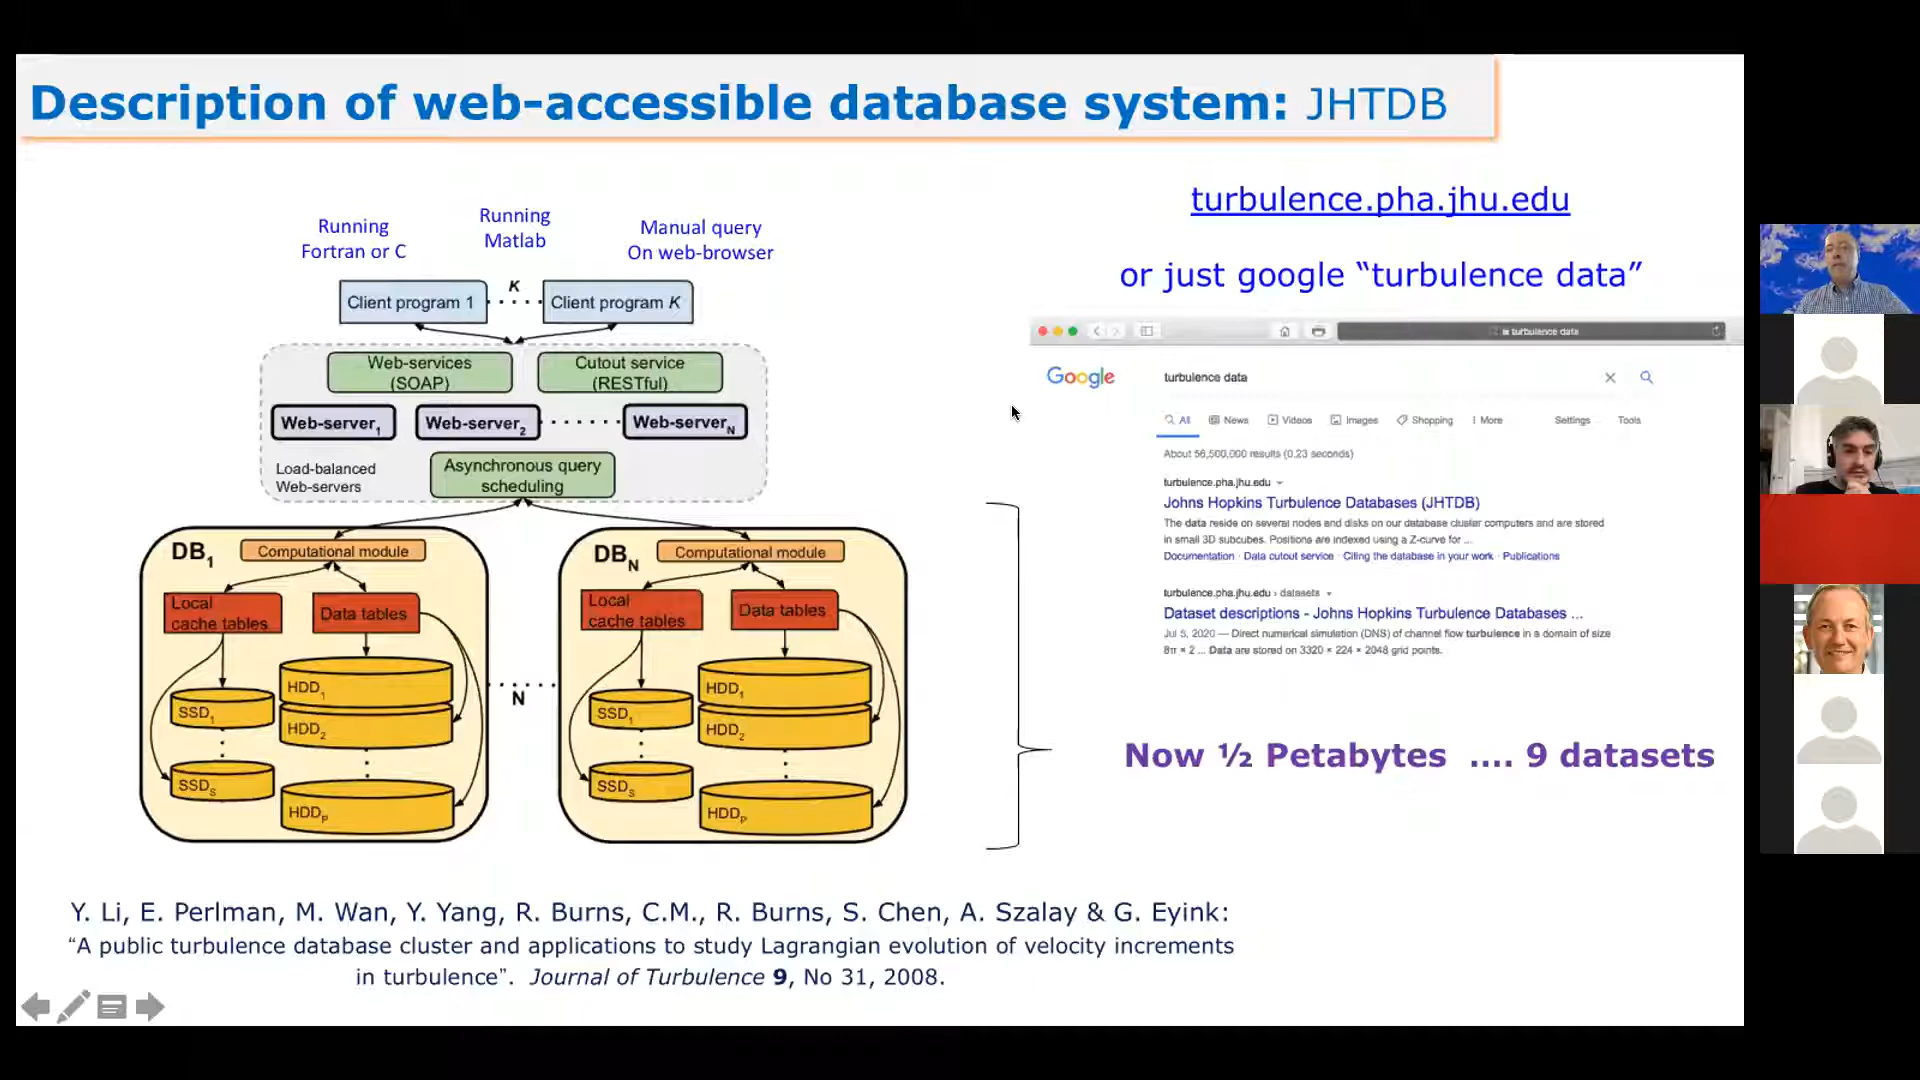 Description of web-accessible database system: JHTDB
Running
Fortran or C
Running
Matlab
Manual query
On web-browser
Client program 1
K
Client program K
Web-services
(SOAP)
Cutout service
(RESTful)
Web-server1
Web-server2
Web-serverN
Load-balanced
Web-servers
Asynchronous query
scheduling
DB1
Computational module
Local
cache tables
Data tables
HDD1
SSD1
HDD2
SSDS
HDDP
N
DBN
Computational module
Local
cache tables
Data tables
HDD1
SSD1
HDD2
SSDS
HDDP
turbulence.pha.jhu.edu
or just google “turbulence data”
turbulence data
Google
turbulence data
All News Videos Images Shopping More Settings Tools
About 56,500,000 results (0.23 seconds)
turbulence.pha.jhu.edu
Johns Hopkins Turbulence Databases (JHTDB)
The data reside on several nodes and disks on our database cluster computers and are stored
in small 3D subcubes. Positions are indexed using a Z-curve for ...
Documentation · Data cutout service · Citing the database in your work · Publications
turbulence.pha.jhu.edu › datasets
Dataset descriptions - Johns Hopkins Turbulence Databases ...
Jul 5, 2020 — Direct numerical simulation (DNS) of channel flow turbulence in a domain of size
8π × 2 ... Data are stored on 3320 × 224 × 2048 grid points.
Now ½ Petabytes .... 9 datasets
Y. Li, E. Perlman, M. Wan, Y. Yang, R. Burns, C.M., R. Burns, S. Chen, A. Szalay & G. Eyink:
“A public turbulence database cluster and applications to study Lagrangian evolution of velocity increments
in turbulence”. Journal of Turbulence 9, No 31, 2008.